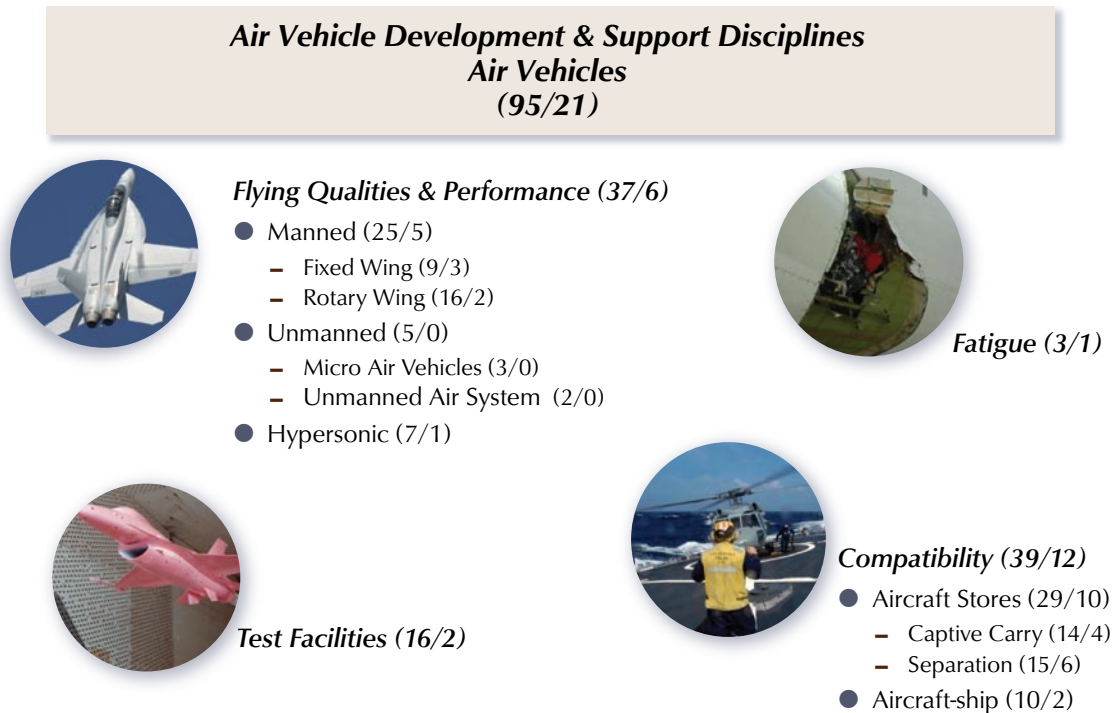 Air Vehicle Development & Support Disciplines
Air Vehicles
(95/21)
Flying Qualities & Performance (37/6)
● Manned (25/5)
– Fixed Wing (9/3)
– Rotary Wing (16/2)
● Unmanned (5/0)
– Micro Air Vehicles (3/0)
– Unmanned Air System (2/0)
● Hypersonic (7/1)
Fatigue (3/1)
Test Facilities (16/2)
Compatibility (39/12)
● Aircraft Stores (29/10)
– Captive Carry (14/4)
– Separation (15/6)
● Aircraft-ship (10/2)